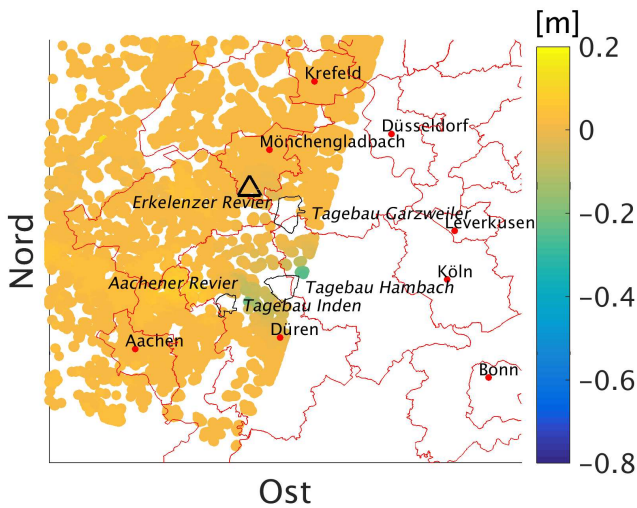 [m]
0.2
0
−0.2
−0.4
−0.6
−0.8
Krefeld
Düsseldorf
Mönchengladbach
Erkelenzer Revier
Tagebau Garzweiler
Leverkusen
Köln
Aachener Revier
Tagebau Hambach
Tagebau Inden
Düren
Aachen
Bonn
Nord
Ost